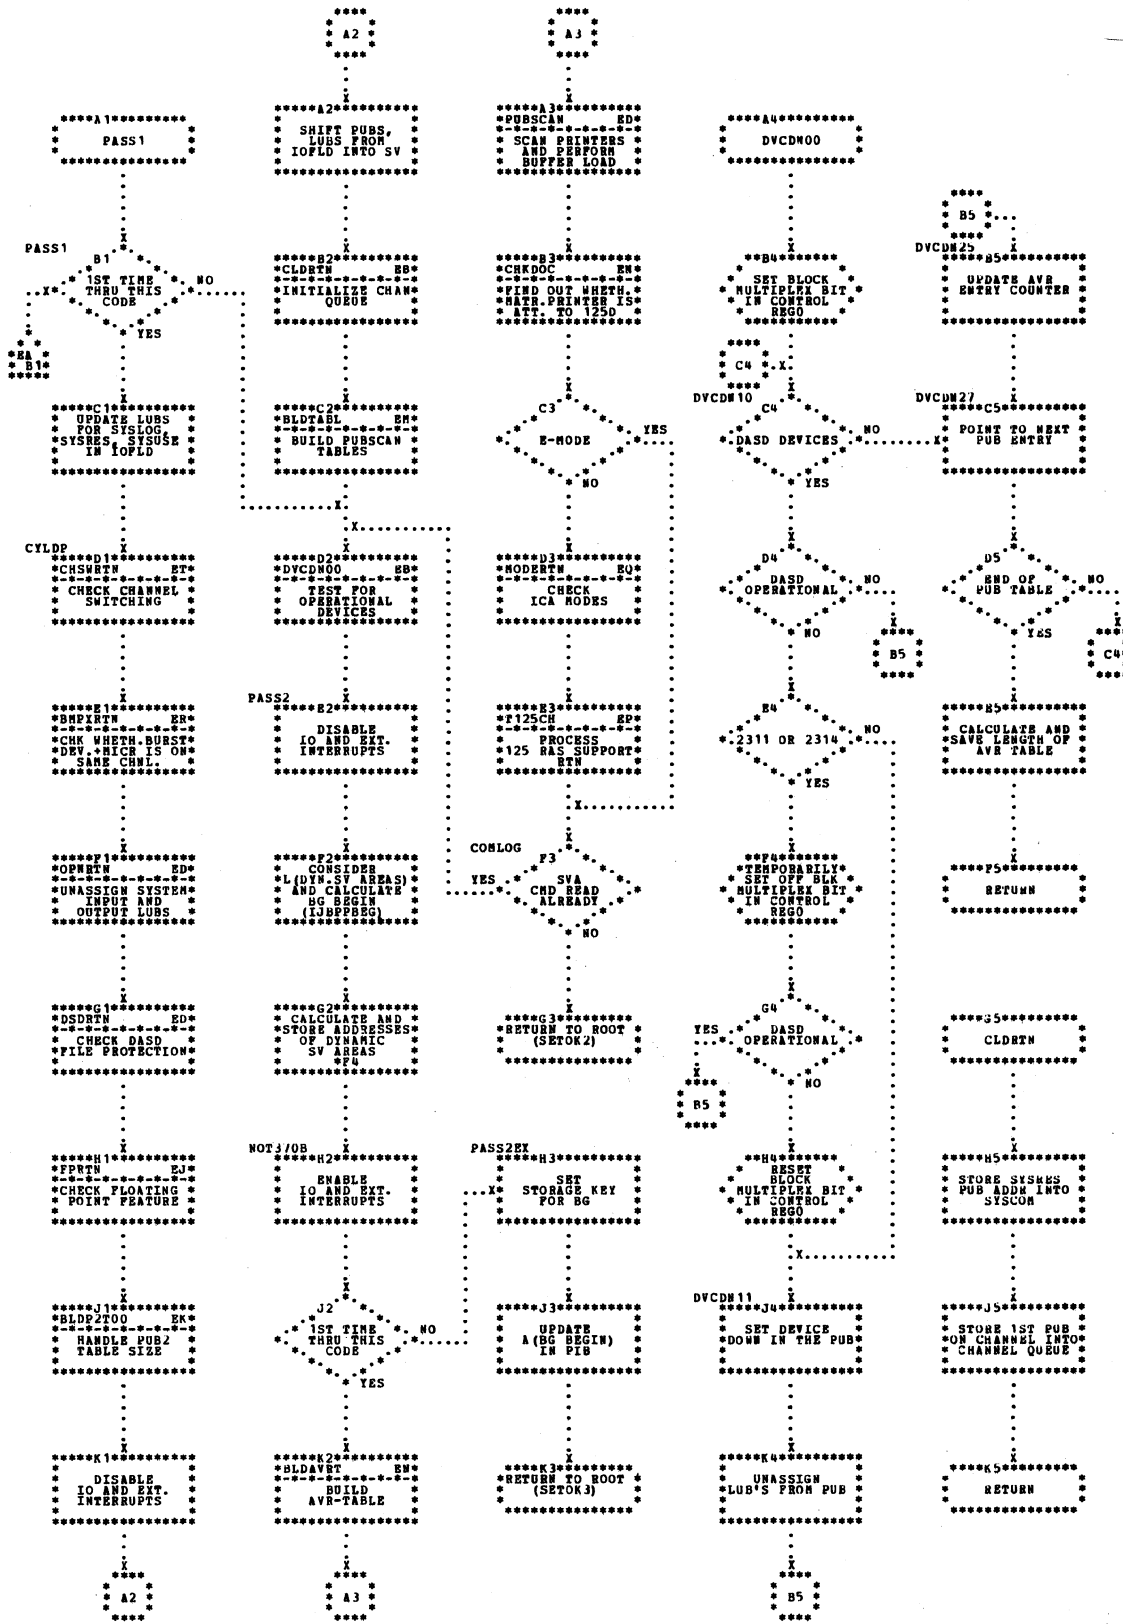 A2
A3
A1
PASS1
A2
SHIFT PUBS,
LUBS FROM
IOFLD INTO SV
A3
PUBSCAN ED
SCAN PRINTERS
AND PERFORM
BUFFER LOAD
A4
DVCDN00
B5
PASS1
B1
1ST TIME
THRU THIS
CODE
NO
YES
EA
B1
B2
CLDRTN EB
INITIALIZE CHAN
QUEUE
B3
CHKDOC EN
FIND OUT WHETH.
MATR.PRINTER IS
ATT. TO 125D
B4
SET BLOCK
MULTIPLEX BIT
IN CONTROL
REG0
DVCDN25
B5
UPDATE AVR
ENTRY COUNTER
C4
C1
UPDATE LUBS
FOR SYSLOG,
SYSRES, SYSUSE
IN IOFLD
C2
BLDTABL EM
BUILD PUBSCAN
TABLES
C3
E-MODE
YES
NO
DVCDN10
C4
DASD DEVICES
NO
YES
DVCDN27
C5
POINT TO NEXT
PUB ENTRY
CYLDP
D1
CHSWRTN ET
CHECK CHANNEL
SWITCHING
D2
DVCDN00 EB
TEST FOR
OPERATIONAL
DEVICES
D3
MODERTN EQ
CHECK
ICA MODES
D4
DASD
OPERATIONAL
NO
NO
B5
D5
END OF
PUB TABLE
NO
YES
C4
E1
BMPXRTN ER
CHK WHETH.BURST
DEV.+MICR IS ON
SAME CHNL.
PASS2
E2
DISABLE
IO AND EXT.
INTERRUPTS
E3
T125CH EP
PROCESS
125 RAS SUPPORT
RTN
E4
2311 OR 2314
NO
YES
E5
CALCULATE AND
SAVE LENGTH OF
AVR TABLE
F1
OPNRTN ED
UNASSIGN SYSTEM
INPUT AND
OUTPUT LUBS
F2
CONSIDER
L(DYN.SV AREAS)
AND CALCULATE
BG BEGIN
(IJBPPBEG)
COMLOG
F3
SVA
CMD READ
ALREADY
YES
NO
F4
TEMPORARILY
SET OFF BLK
MULTIPLEX BIT
IN CONTROL
REG0
F5
RETURN
G1
DSDRTN ED
CHECK DASD
FILE PROTECTION
G2
CALCULATE AND
STORE ADDRESSES
OF DYNAMIC
SV AREAS
*F4
G3
RETURN TO ROOT
(SETOK2)
G4
DASD
OPERATIONAL
YES
NO
B5
G5
CLDRTN
H1
FPRTN EJ
CHECK FLOATING
POINT FEATURE
NOT370B
H2
ENABLE
IO AND EXT.
INTERRUPTS
PASS2EX
H3
SET
STORAGE KEY
FOR BG
H4
RESET
BLOCK
MULTIPLEX BIT
IN CONTROL
REG0
H5
STORE SYSRES
PUB ADDR INTO
SYSCOM
J1
BLDP2T00 EK
HANDLE PUB2
TABLE SIZE
J2
1ST TIME
THRU THIS
CODE
NO
YES
J3
UPDATE
A(BG BEGIN)
IN PIB
DVCDN11
J4
SET DEVICE
DOWN IN THE PUB
J5
STORE 1ST PUB
ON CHANNEL INTO
CHANNEL QUEUE
K1
DISABLE
IO AND EXT.
INTERRUPTS
K2
BLDAVRT EN
BUILD
AVR-TABLE
K3
RETURN TO ROOT
(SETOK3)
K4
UNASSIGN
LUB'S FROM PUB
K5
RETURN
A2
A3
B5